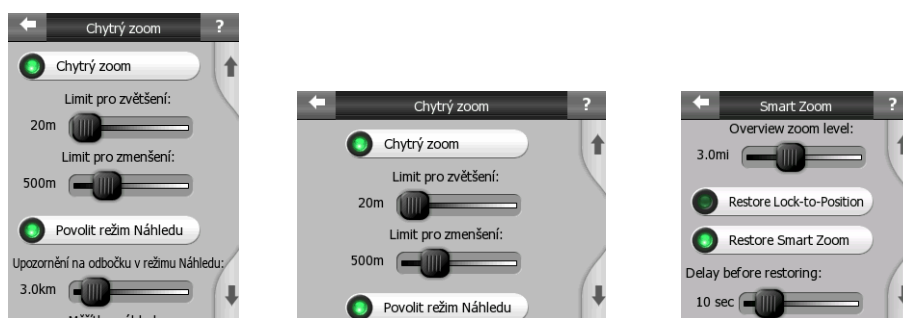 Chytrý zoom ?
Chytrý zoom
Limit pro zvětšení:
20m
Limit pro zmenšení:
500m
Povolit režim Náhledu
Upozornění na odbočku v režimu Náhledu:
3.0km
Chytrý zoom ?
Chytrý zoom
Limit pro zvětšení:
20m
Limit pro zmenšení:
500m
Povolit režim Náhledu
Smart Zoom ?
Overview zoom level:
3.0mi
Restore Lock-to-Position
Restore Smart Zoom
Delay before restoring:
10 sec